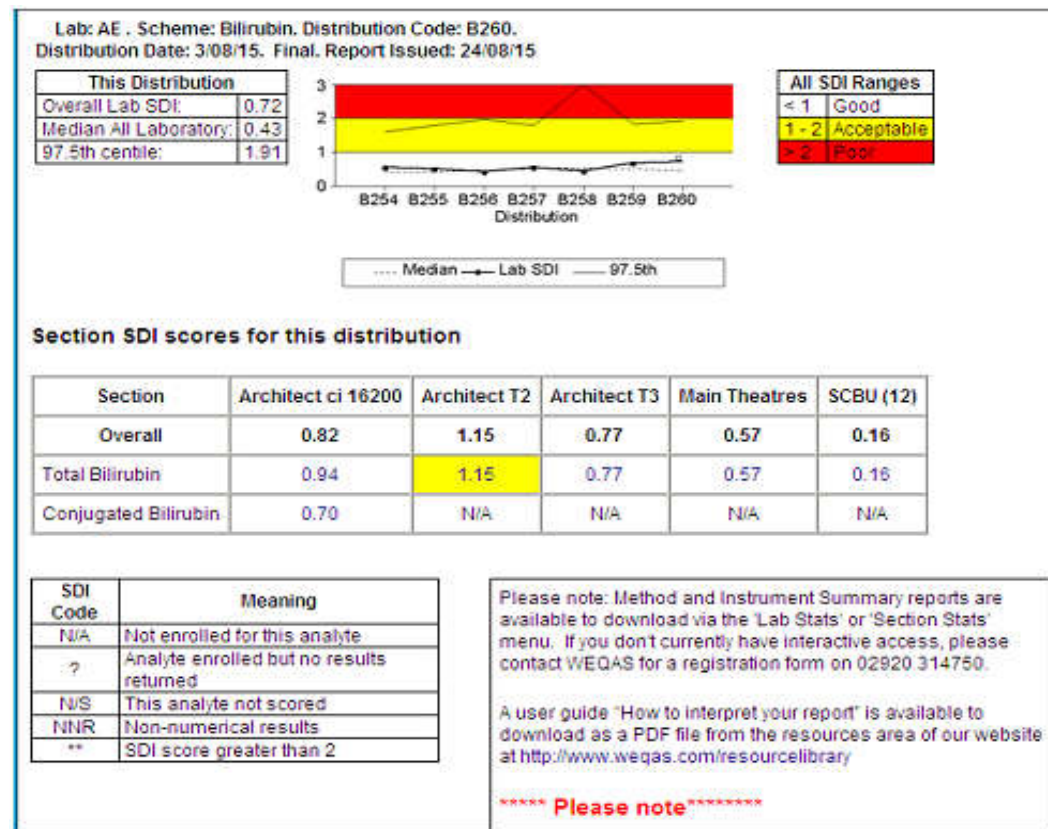 Lab: AE . Scheme: Bilirubin. Distribution Code: B260.
Distribution Date: 3/08/15. Final. Report Issued: 24/08/15
This Distribution
Overall Lab SDI: 0.72
Median All Laboratory: 0.43
97.5th centile: 1.91
3
2
1
0
B254 B255 B256 B257 B258 B259 B260
Distribution
.... Median Lab SDI 97.5th
All SDI Ranges
< 1 Good
1 - 2 Acceptable
> 2 Poor
Section SDI scores for this distribution
Section Architect ci 16200 Architect T2 Architect T3 Main Theatres SCBU (12)
Overall 0.82 1.15 0.77 0.57 0.16
Total Bilirubin 0.94 1.15 0.77 0.57 0.16
Conjugated Bilirubin 0.70 N/A N/A N/A N/A
SDI Code Meaning
N/A Not enrolled for this analyte
? Analyte enrolled but no results
returned
N/S This analyte not scored
NNR Non-numerical results
** SDI score greater than 2
Please note: Method and Instrument Summary reports are
available to download via the 'Lab Stats' or 'Section Stats'
menu. If you don't currently have interactive access, please
contact WEQAS for a registration form on 02920 314750.
A user guide "How to interpret your report" is available to
download as a PDF file from the resources area of our website
at http://www.weqas.com/resourcelibrary
***** Please note********